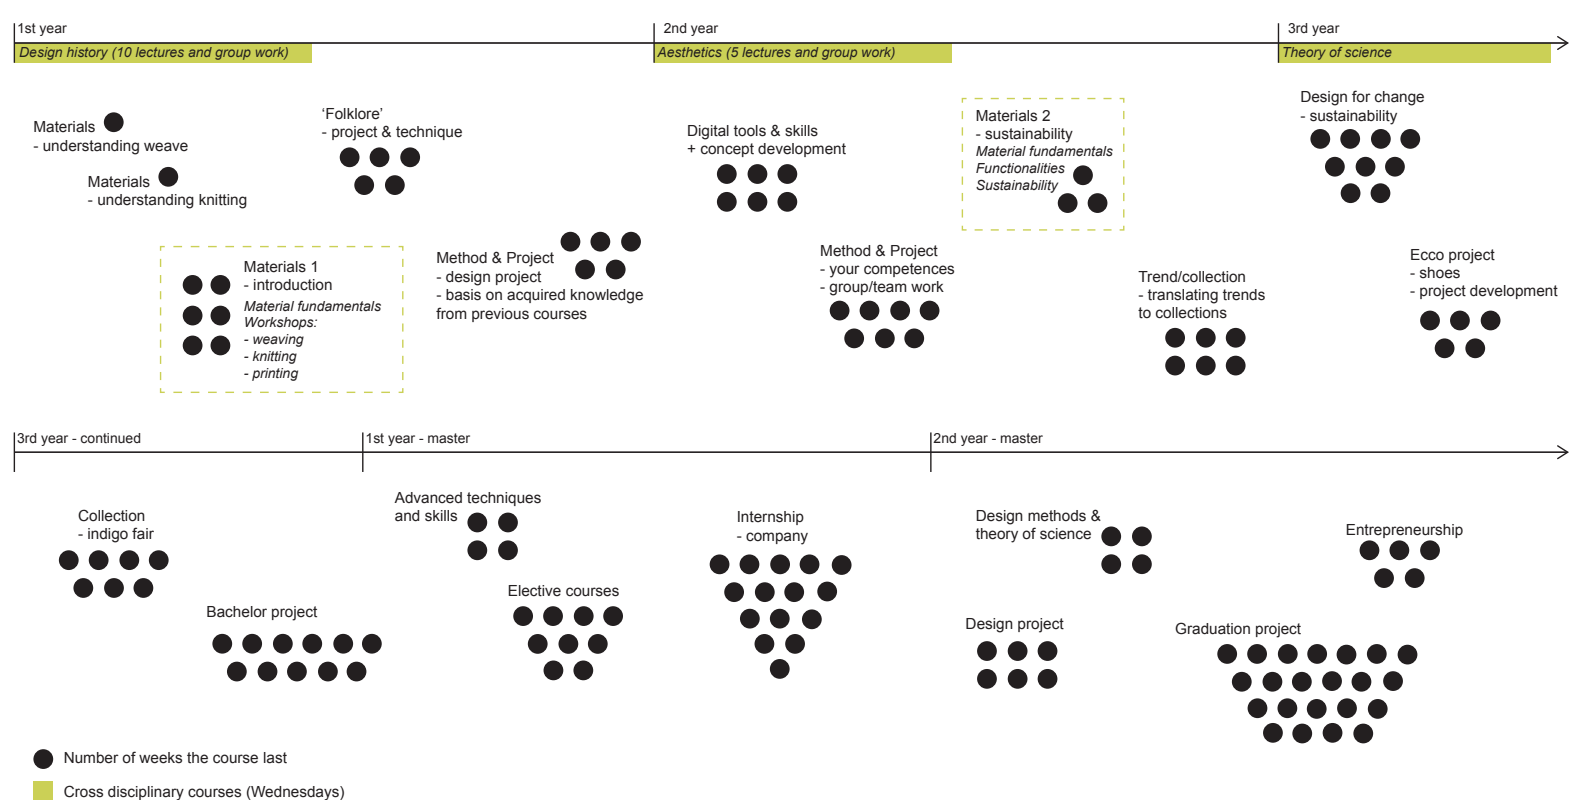 1st year
2nd year
3rd year
Design history (10 lectures and group work)
Aesthetics (5 lectures and group work)
Theory of science
Materials
- understanding weave
Materials
- understanding knitting
‘Folklore’
- project & technique
Materials 1
- introduction
Material fundamentals
Workshops:
- weaving
- knitting
- printing
Method & Project
- design project
- basis on acquired knowledge
from previous courses
Digital tools & skills
+ concept development
Method & Project
- your competences
- group/team work
Materials 2
- sustainability
Material fundamentals
Functionalities
Sustainability
Trend/collection
- translating trends
to collections
Design for change
- sustainability
Ecco project
- shoes
- project development
3rd year - continued
1st year - master
2nd year - master
Collection
- indigo fair
Bachelor project
Advanced techniques
and skills
Elective courses
Internship
- company
Design methods &
theory of science
Design project
Entrepreneurship
Graduation project
Number of weeks the course last
Cross disciplinary courses (Wednesdays)